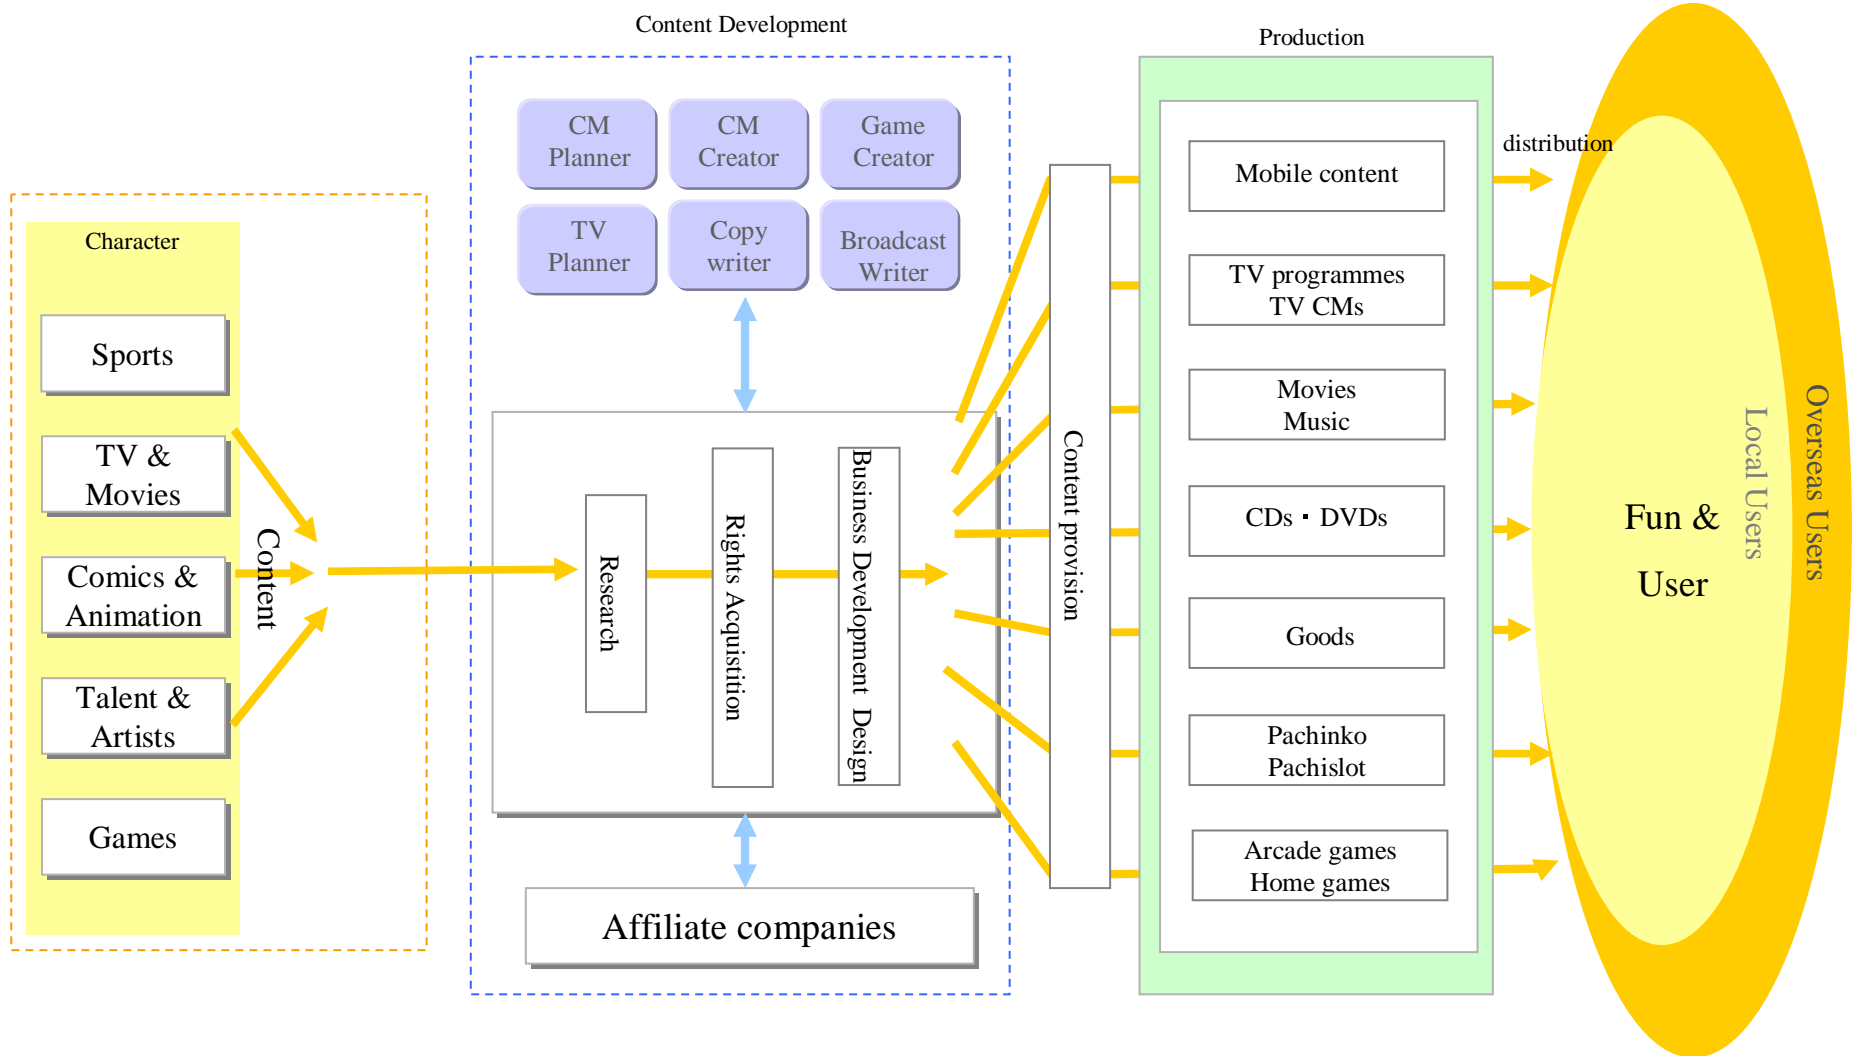 Content Development
Production
distribution
Character
Sports
TV &
Movies
Comics &
Animation
Talent &
Artists
Games
Content
CM
Planner
CM
Creator
Game
Creator
TV
Planner
Copy
writer
Broadcast
Writer
Research
Rights Acquistition
Business Development Design
Affiliate companies
Content provision
Mobile content
TV programmes
TV CMs
Movies
Music
CDs・DVDs
Goods
Pachinko
Pachislot
Arcade games
Home games
Fun &
User
Local Users
Overseas Users